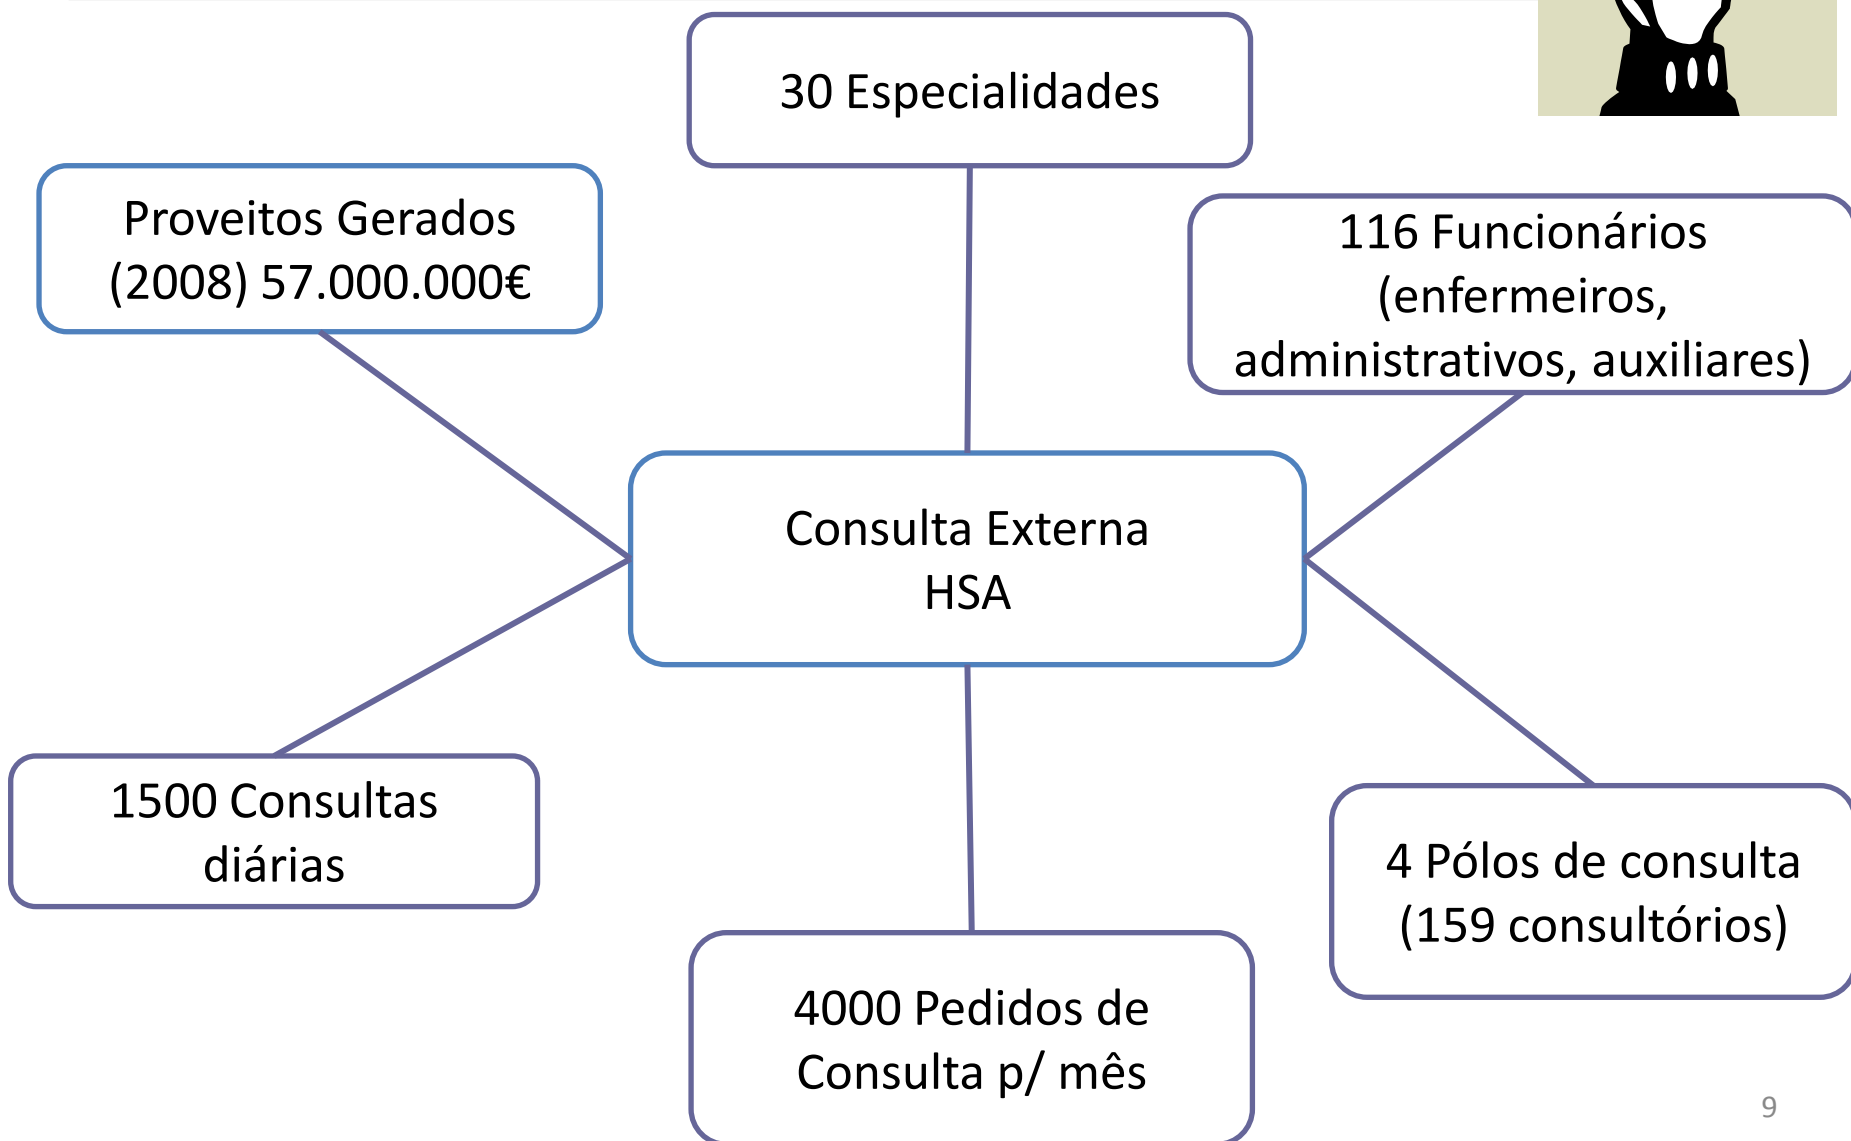 30 Especialidades
Proveitos Gerados
(2008) 57.000.000€
116 Funcionários
(enfermeiros,
administrativos, auxiliares)
Consulta Externa
HSA
1500 Consultas
diárias
4 Pólos de consulta
(159 consultórios)
4000 Pedidos de
Consulta p/ mês
9